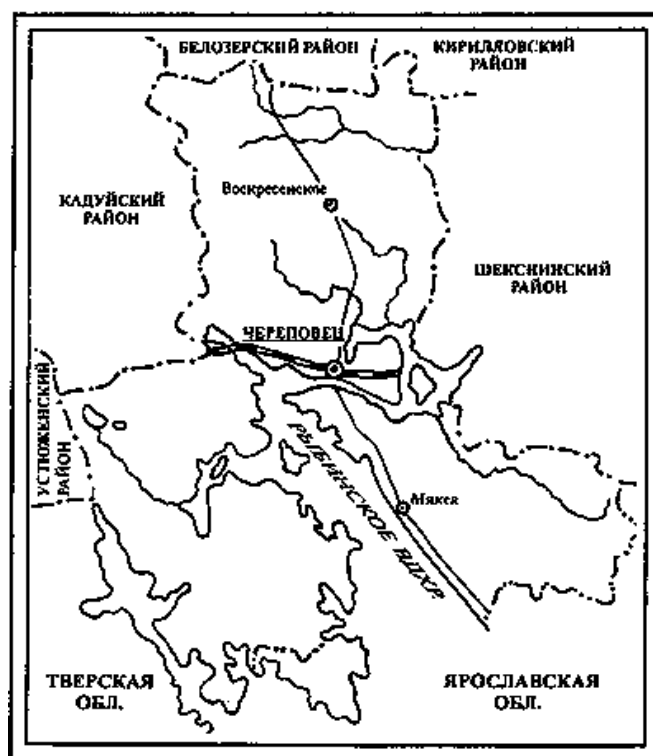 БЕЛОЗЕРСКИЙ РАЙОН
КИРИЛЛОВСКИЙ
РАЙОН
Воскресенское
КАДУЙСКИЙ
РАЙОН
ШЕКСНИНСКИЙ
РАЙОН
ЧЕРЕПОВЕЦ
УСТЮЖЕНСКИЙ
РАЙОН
РЫБИНСКОЕ ВДХР.
Мякса
ТВЕРСКАЯ
ОБЛ.
ЯРОСЛАВСКАЯ
ОБЛ.